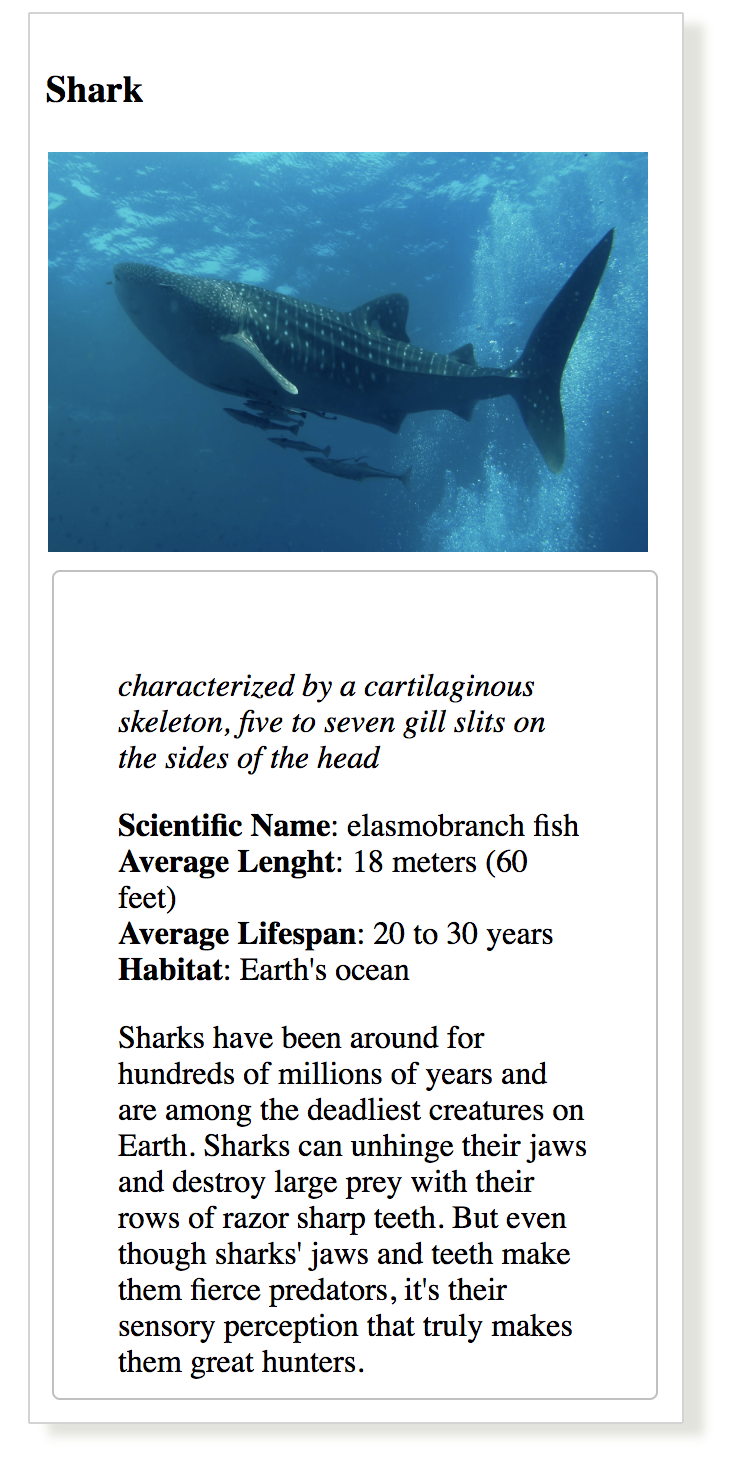 Shark
characterized by a cartilaginous
skeleton, five to seven gill slits on
the sides of the head
Scientific Name: elasmobranch fish
Average Lenght: 18 meters (60
feet)
Average Lifespan: 20 to 30 years
Habitat: Earth's ocean
Sharks have been around for
hundreds of millions of years and
are among the deadliest creatures on
Earth. Sharks can unhinge their jaws
and destroy large prey with their
rows of razor sharp teeth. But even
though sharks' jaws and teeth make
them fierce predators, it's their
sensory perception that truly makes
them great hunters.